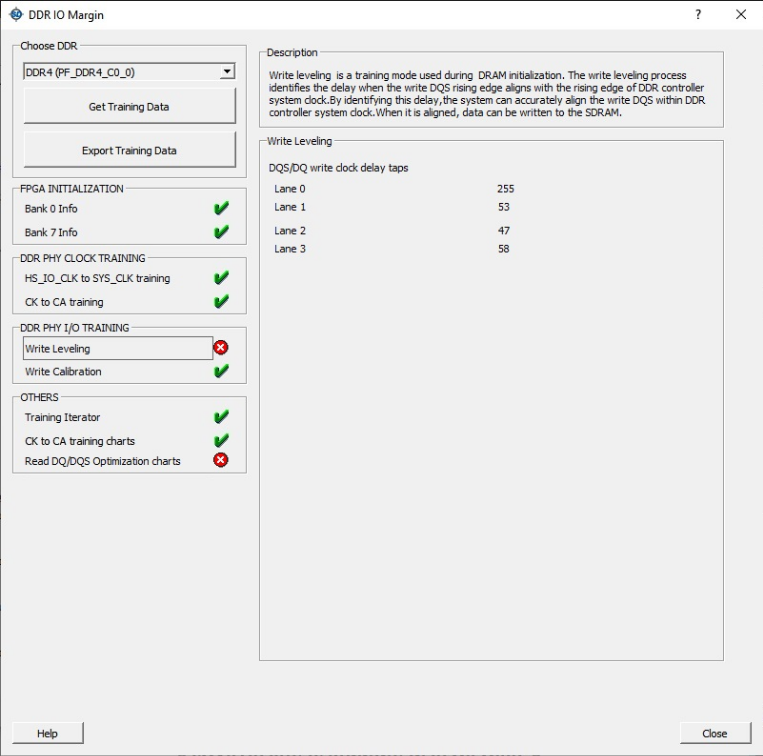 DDR IO Margin
?
Choose DDR
DDR4 (PF_DDR4_C0_0)
Get Training Data
Export Training Data
FPGA INITIALIZATION
Bank 0 Info
Bank 7 Info
DDR PHY CLOCK TRAINING
HS_IO_CLK to SYS_CLK training
CK to CA training
DDR PHY I/O TRAINING
Write Leveling
Write Calibration
OTHERS
Training Iterator
CK to CA training charts
Read DQ/DQS Optimization charts
Description
Write leveling is a training mode used during DRAM initialization. The write leveling process
identifies the delay when the write DQS rising edge aligns with the rising edge of DDR controller
system clock.By identifying this delay,the system can accurately align the write DQS within DDR
controller system clock.When it is aligned, data can be written to the SDRAM.
Write Leveling
DQS/DQ write clock delay taps
Lane 0 255
Lane 1 53
Lane 2 47
Lane 3 58
Help
Close